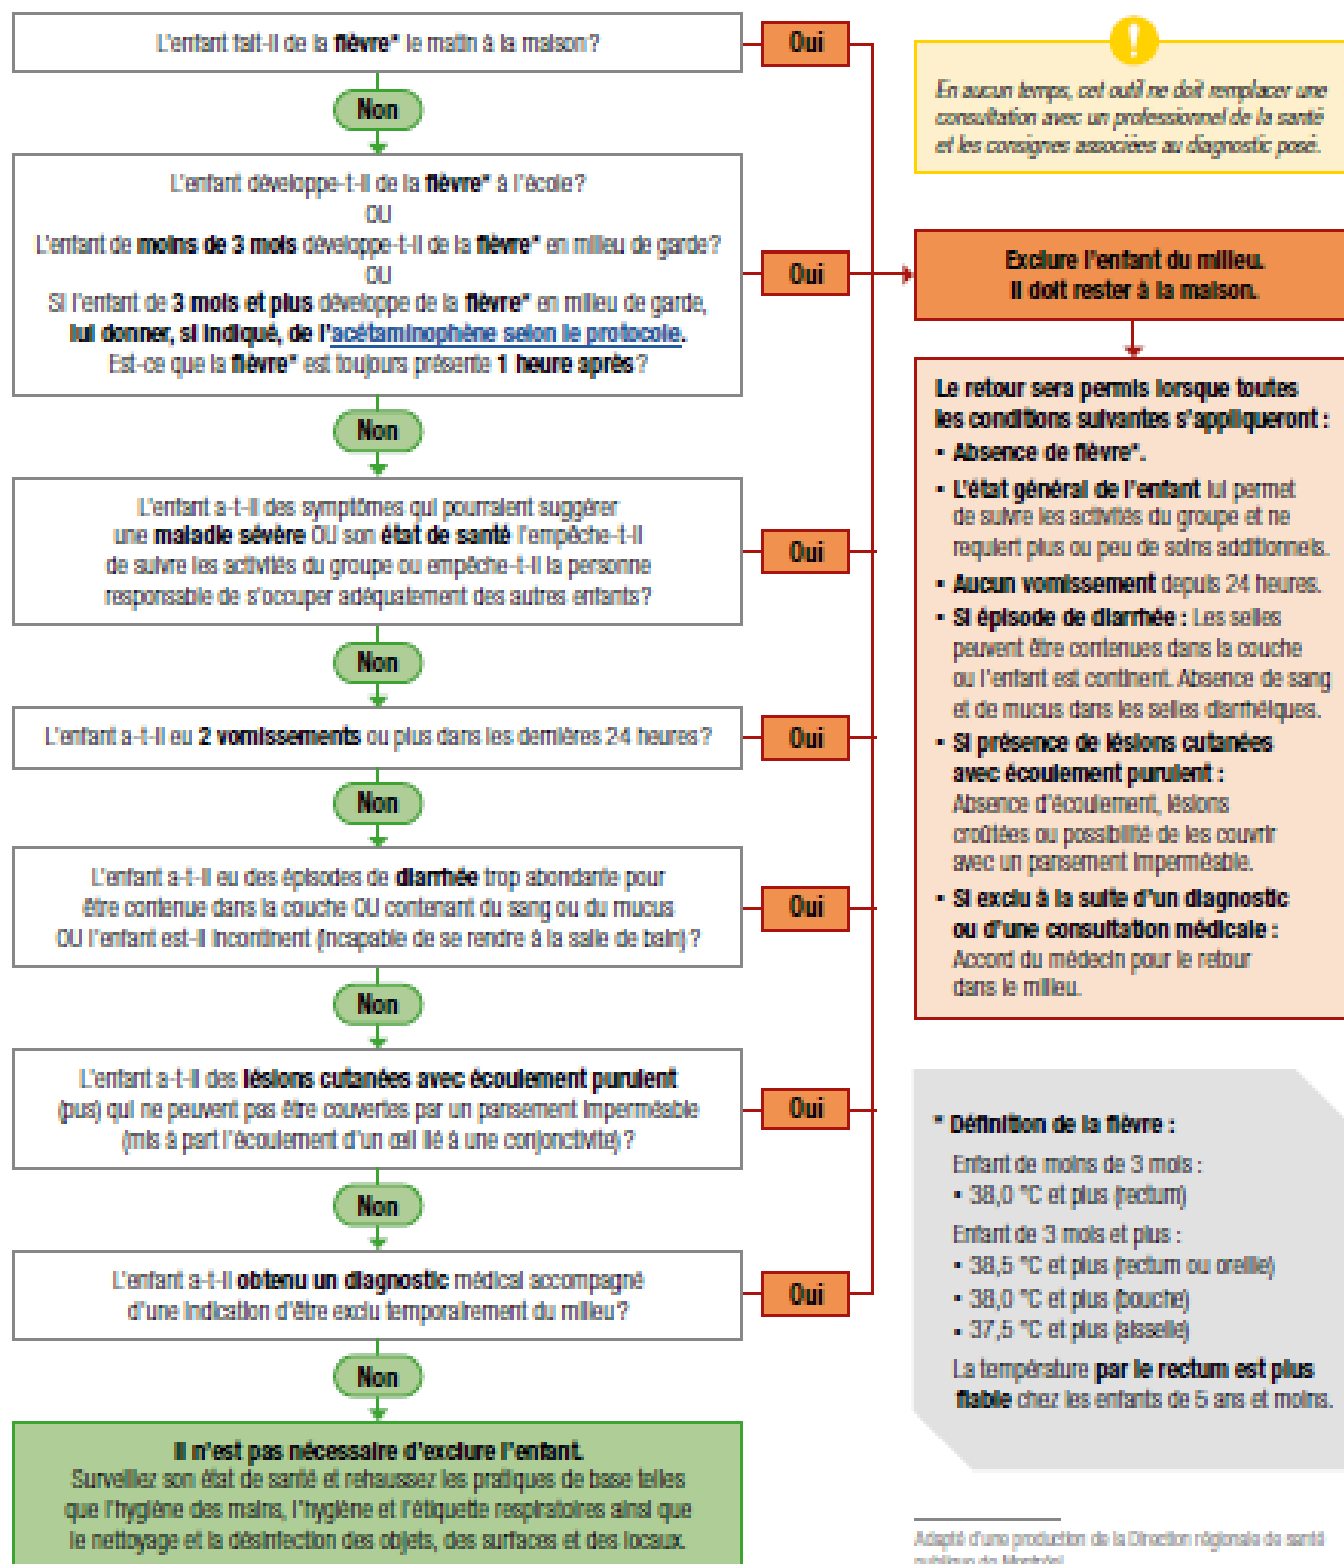 L'enfant fait-il de la fièvre* le matin à la maison?
Oui
Non
L'enfant développe-t-il de la fièvre* à l'école?
OU
L'enfant de moins de 3 mois développe-t-il de la fièvre* en milieu de garde?
OU
Si l'enfant de 3 mois et plus développe de la fièvre* en milieu de garde,
lui donner, si indiqué, de l'acétaminophène selon le protocole.
Est-ce que la fièvre* est toujours présente 1 heure après?
Oui
Non
L'enfant a-t-il des symptômes qui pourraient suggérer
une maladie sévère OU son état de santé l'empêche-t-il
de suivre les activités du groupe ou empêche-t-il la personne
responsable de s'occuper adéquatement des autres enfants?
Oui
Non
L'enfant a-t-il eu 2 vomissements ou plus dans les dernières 24 heures?
Oui
Non
L'enfant a-t-il eu des épisodes de diarrhée trop abondante pour
être contenue dans la couche OU contenant du sang ou du mucus
OU l'enfant est-il incontinent (incapable de se rendre à la salle de bain)?
Oui
Non
L'enfant a-t-il des lésions cutanées avec écoulement purulent
(pus) qui ne peuvent pas être couvertes par un pansement imperméable
(mis à part l'écoulement d'un œil lié à une conjonctivite)?
Oui
Non
L'enfant a-t-il obtenu un diagnostic médical accompagné
d'une indication d'être exclu temporairement du milieu?
Oui
Non
Il n'est pas nécessaire d'exclure l'enfant.
Surveillez son état de santé et rehaussez les pratiques de base telles
que l'hygiène des mains, l'hygiène et l'étiquette respiratoires ainsi que
le nettoyage et la désinfection des objets, des surfaces et des locaux.
!
En aucun temps, cet outil ne doit remplacer une
consultation avec un professionnel de la santé
et les consignes associées au diagnostic posé.
Exclure l'enfant du milieu.
Il doit rester à la maison.
Le retour sera permis lorsque toutes
les conditions suivantes s'appliqueront :
▪ Absence de fièvre*.
▪ L'état général de l'enfant lui permet
de suivre les activités du groupe et ne
requiert plus ou peu de soins additionnels.
▪ Aucun vomissement depuis 24 heures.
▪ Si épisode de diarrhée : Les selles
peuvent être contenues dans la couche
ou l'enfant est continent. Absence de sang
et de mucus dans les selles diarrhéiques.
▪ Si présence de lésions cutanées
avec écoulement purulent :
Absence d'écoulement, lésions
croûtées ou possibilité de les couvrir
avec un pansement imperméable.
▪ Si exclu à la suite d'un diagnostic
ou d'une consultation médicale :
Accord du médecin pour le retour
dans le milieu.
* Définition de la fièvre :
Enfant de moins de 3 mois :
▪ 38,0 °C et plus (rectum)
Enfant de 3 mois et plus :
▪ 38,5 °C et plus (rectum ou oreille)
▪ 38,0 °C et plus (bouche)
▪ 37,5 °C et plus (aisselle)
La température par le rectum est plus
fiable chez les enfants de 5 ans et moins.
Adapté d'une production de la Direction régionale de santé
publique de Montréal